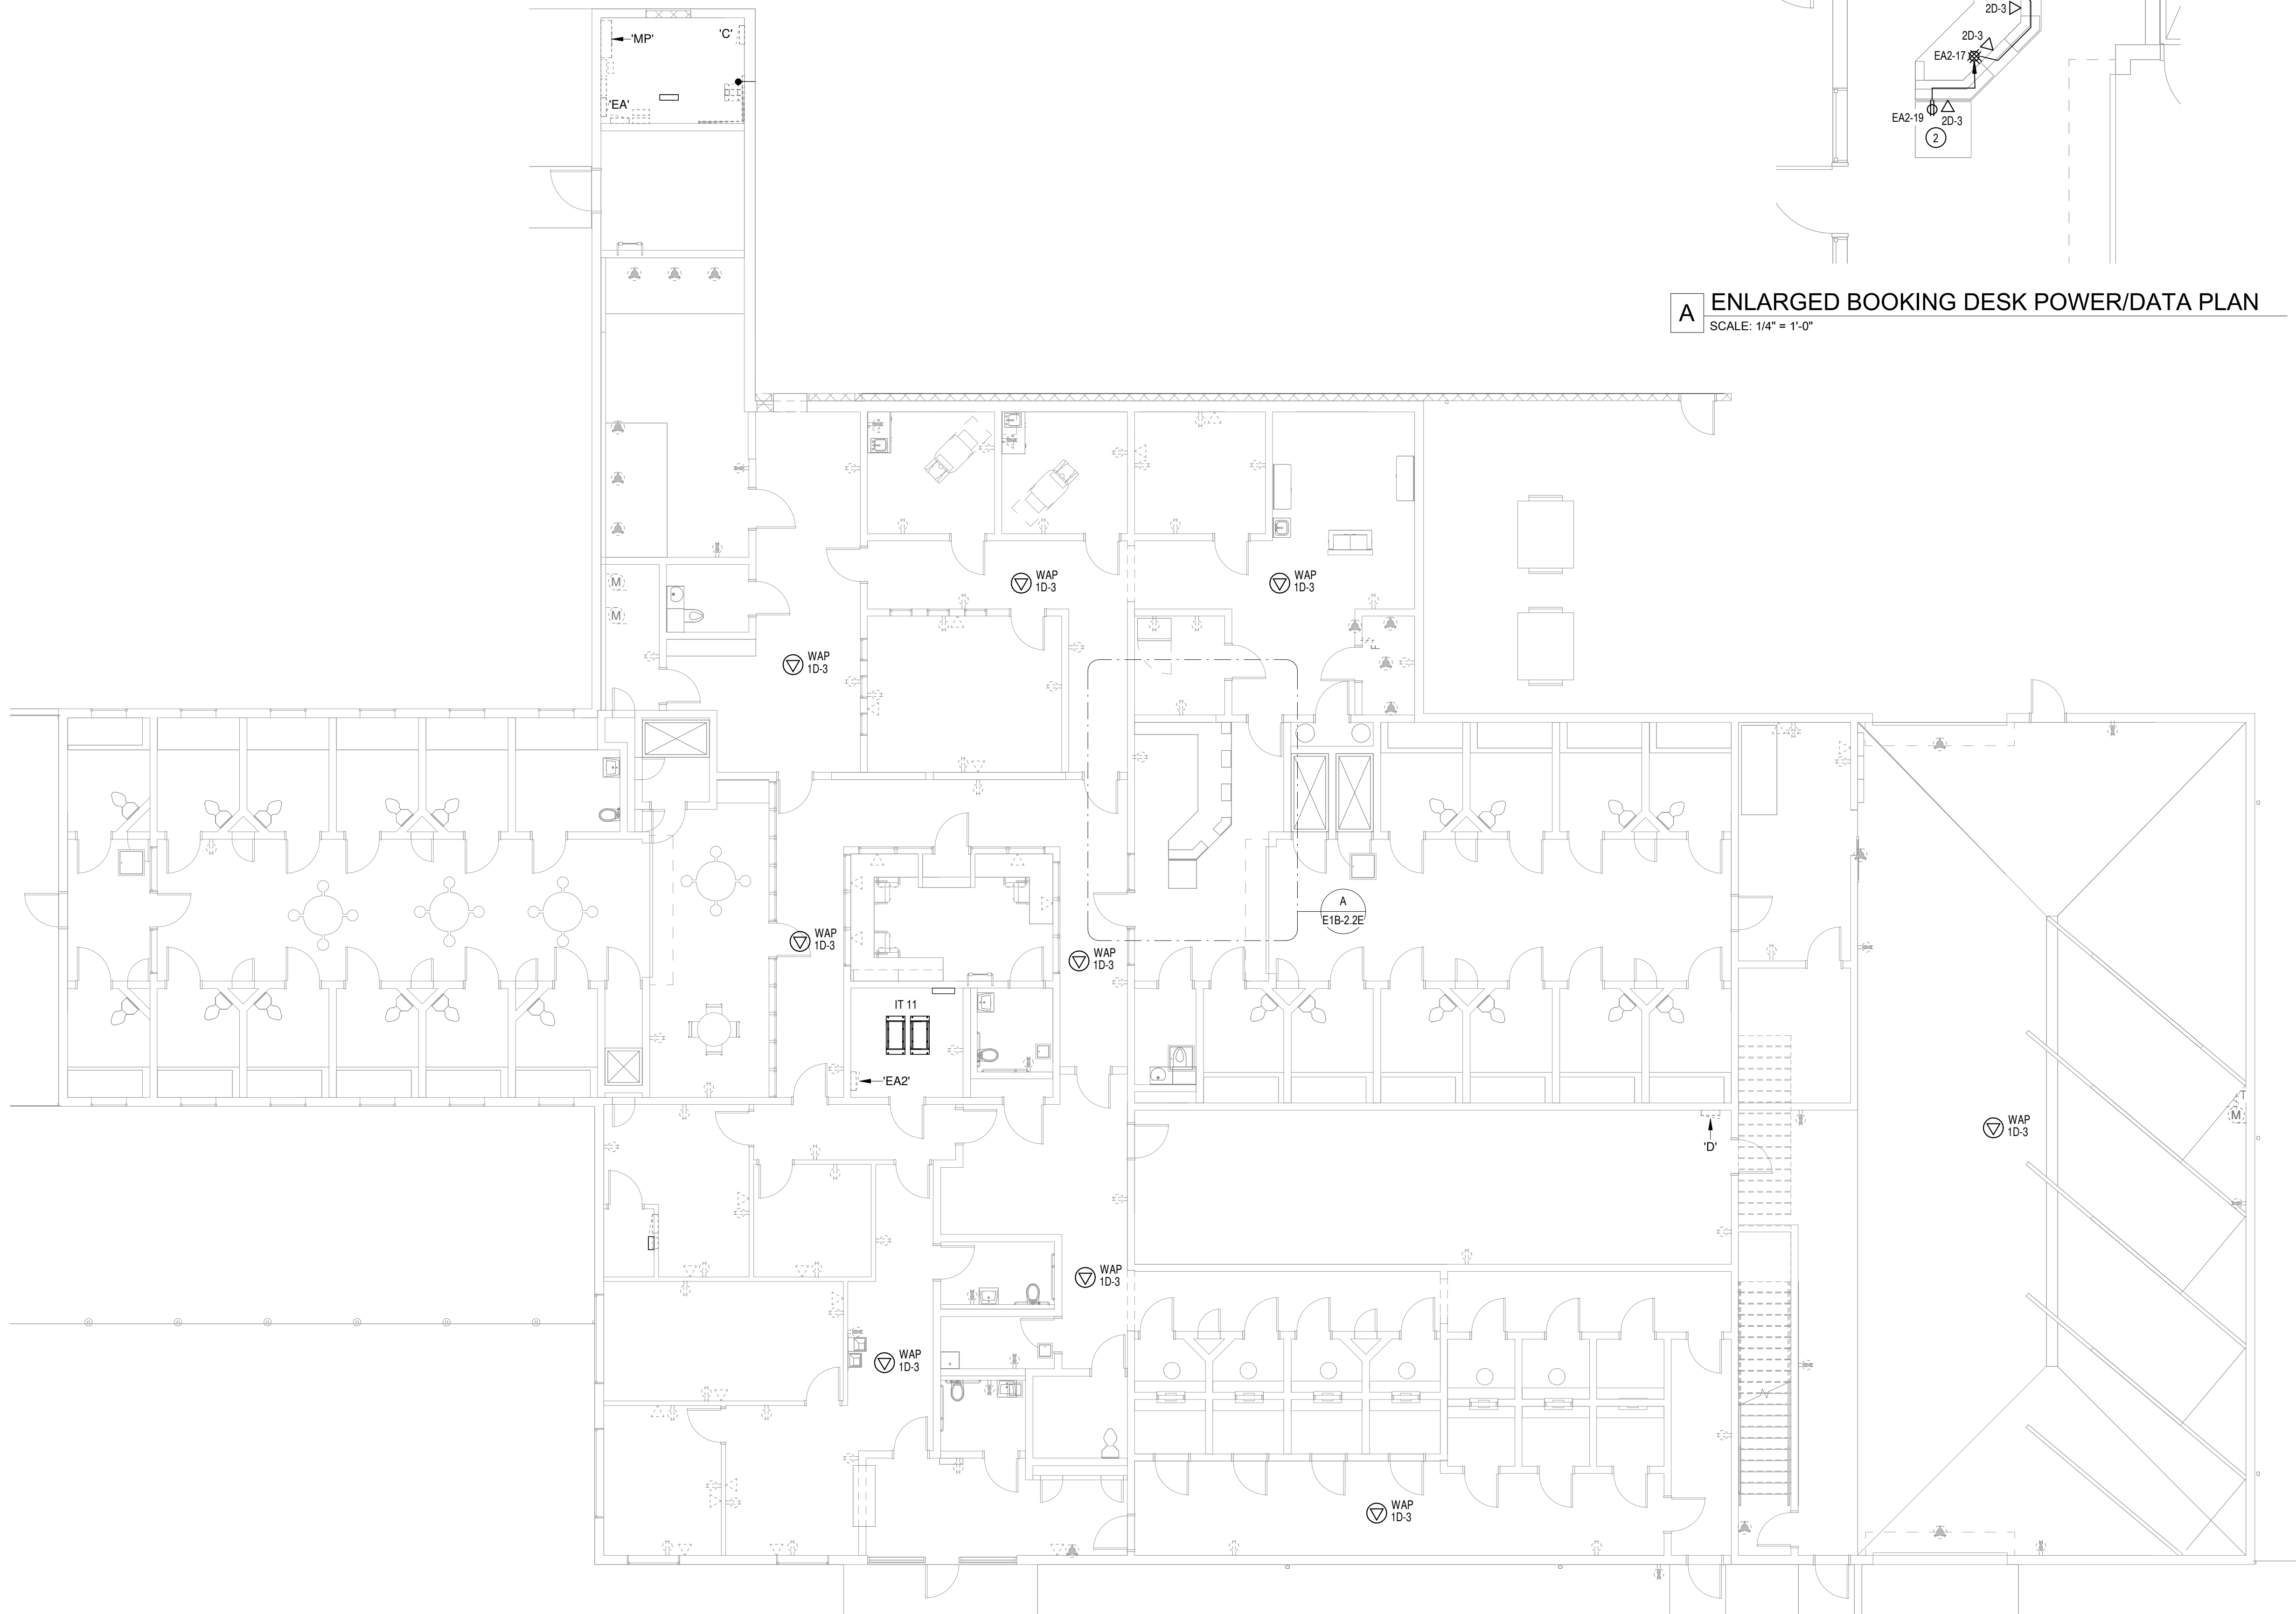 2D-3
2D-3
EA2-17
EA2-19
2D-3
2
A
ENLARGED BOOKING DESK POWER/DATA PLAN
SCALE: 1/4" = 1'-0"
'MP'
'C'
'EA'
M
M
WAP
1D-3
WAP
1D-3
WAP
1D-3
F
A
E1B-2.2E
WAP
1D-3
WAP
1D-3
IT 11
'EA2'
'D'
T
M
WAP
1D-3
WAP
1D-3
WAP
1D-3
WAP
1D-3